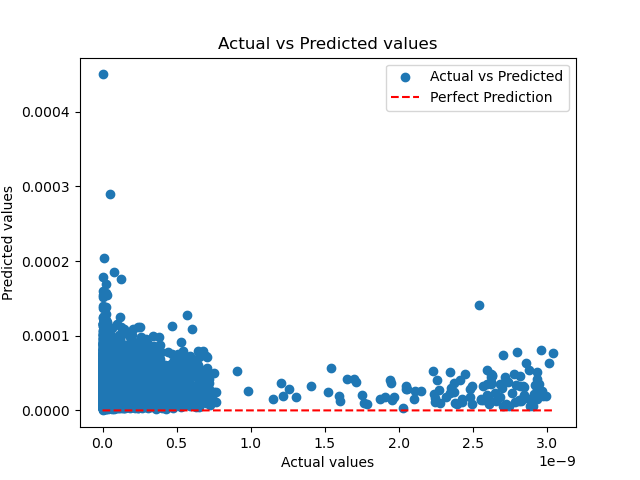 Actual vs Predicted values
Actual vs Predicted
Perfect Prediction
Predicted values
0.0004
0.0003
0.0002
0.0001
0.0000
0.0 0.5 1.0 1.5 2.0 2.5 3.0
1e−9
Actual values